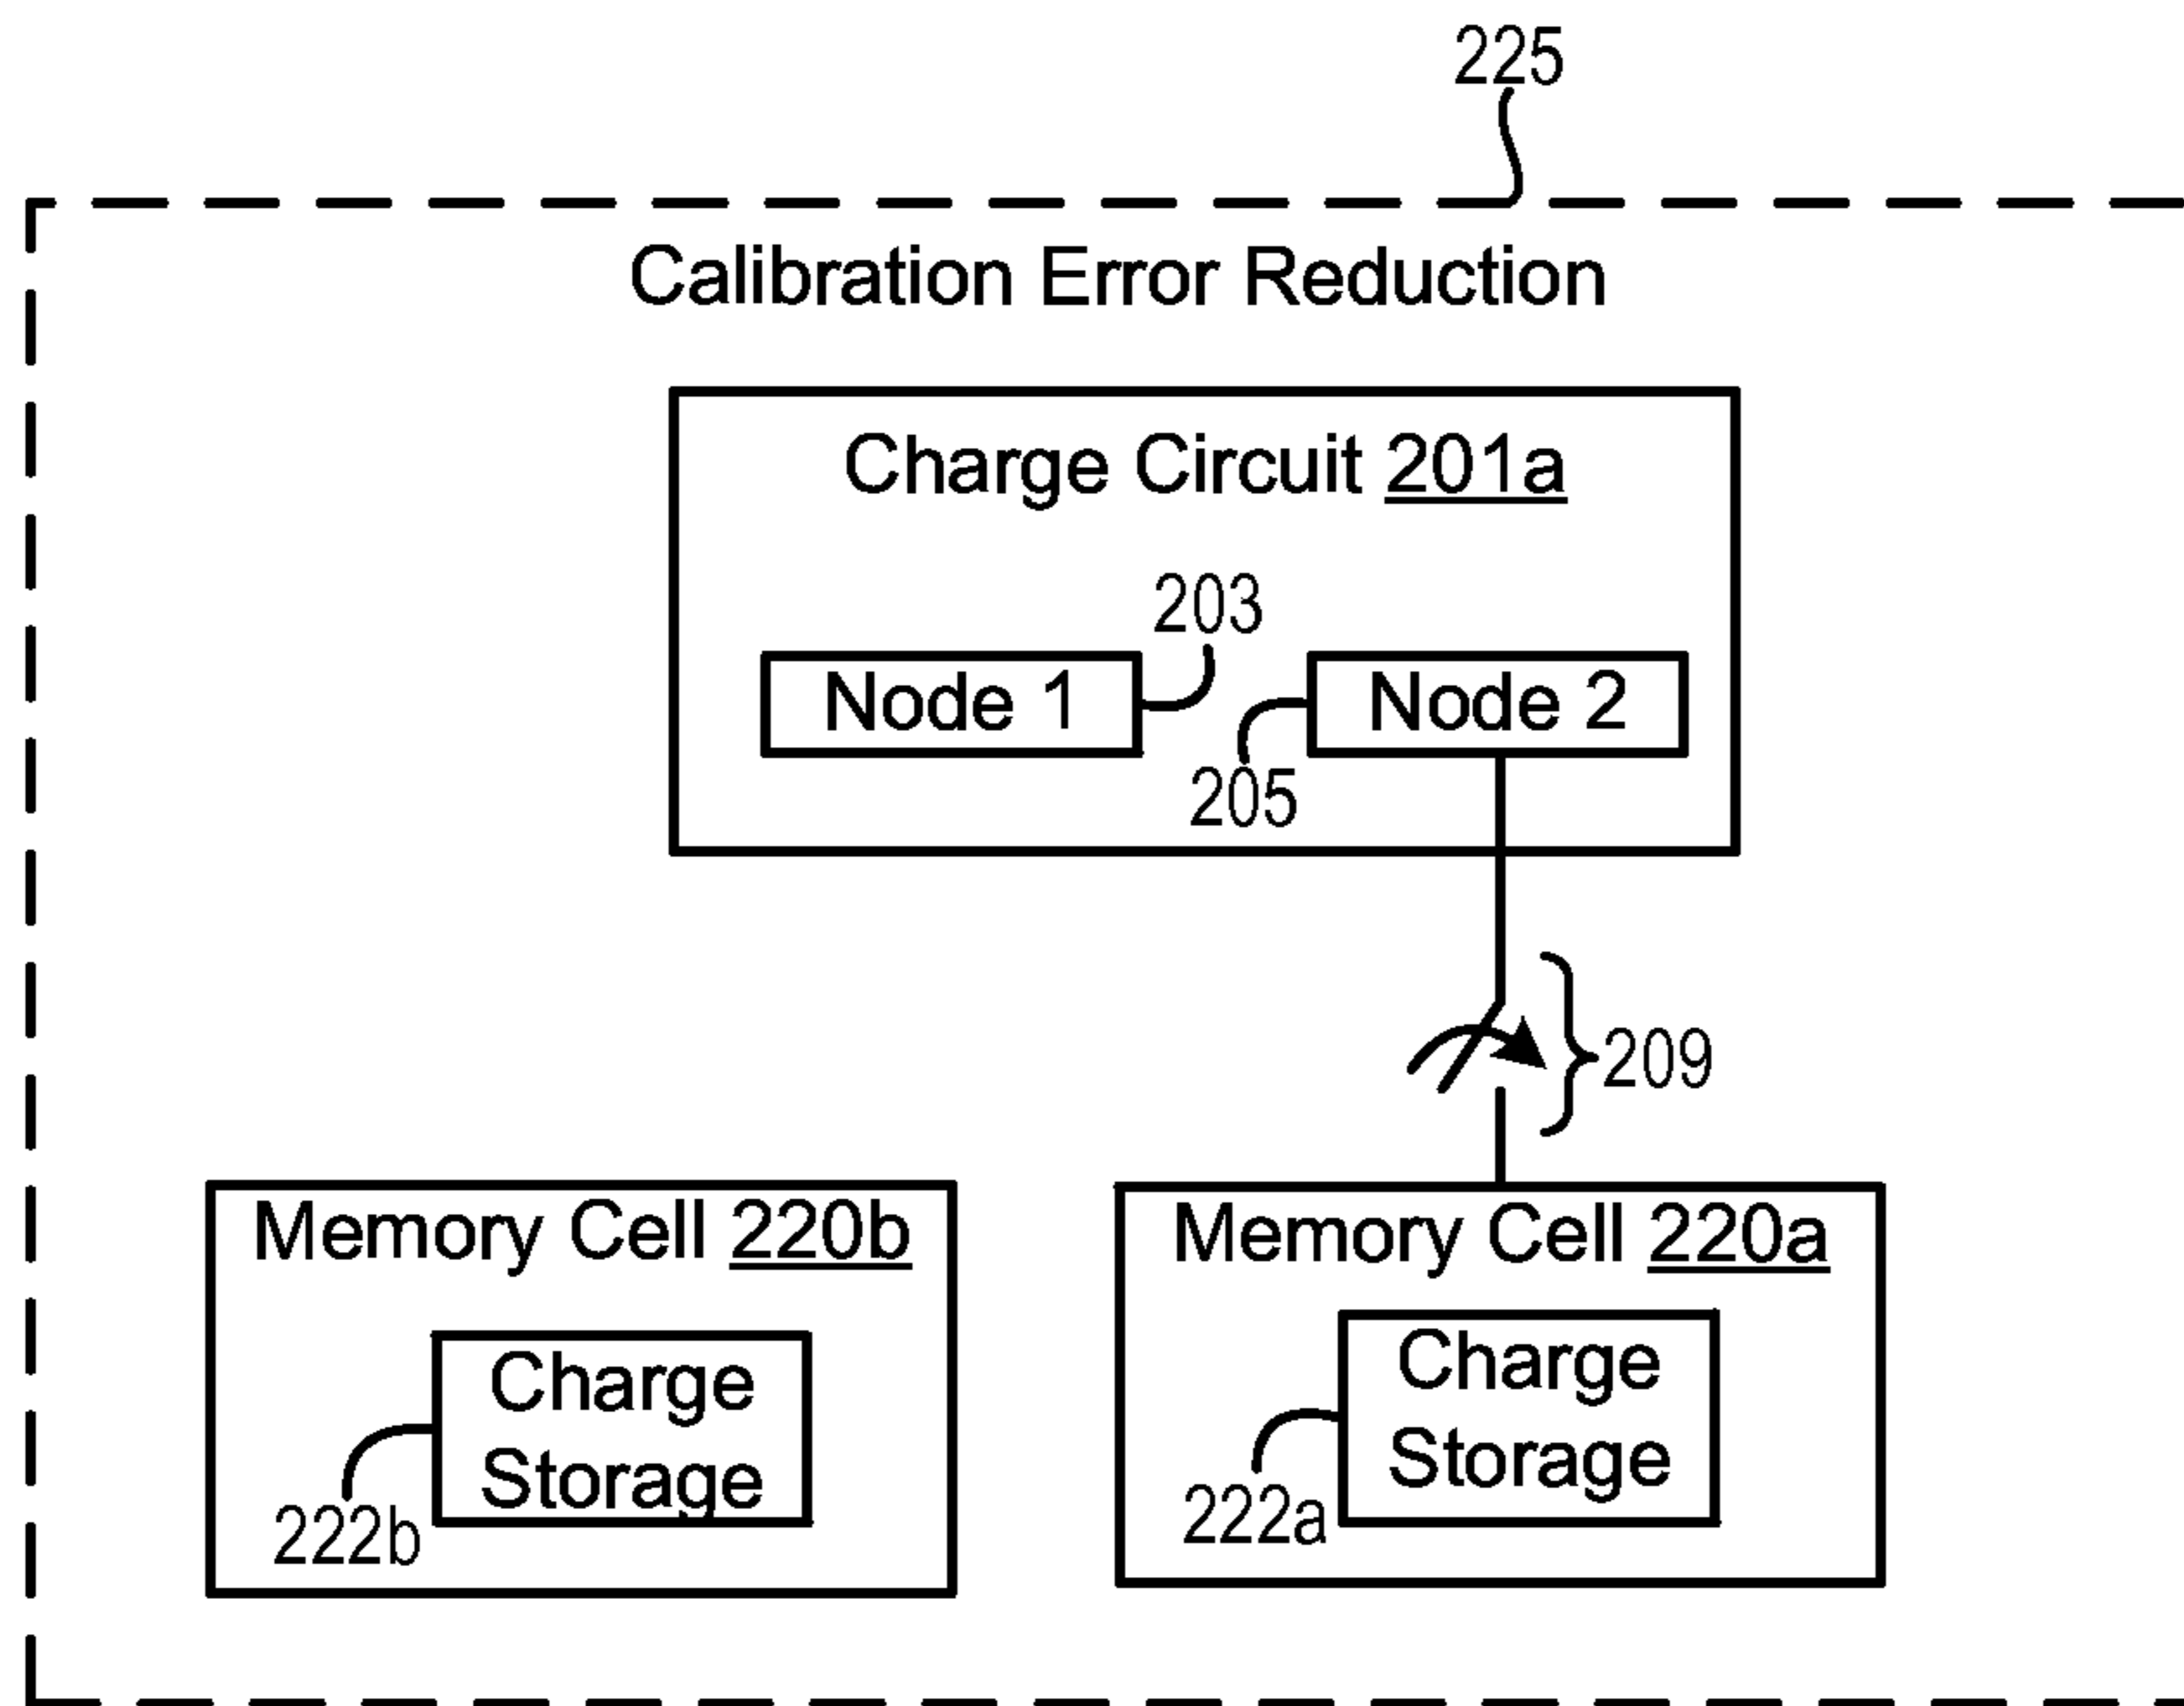 225
Calibration Error Reduction
Charge Circuit 201a
203
Node 1
Node 2
205
209
Memory Cell 220b
Charge
Storage
222b
Memory Cell 220a
Charge
Storage
222a